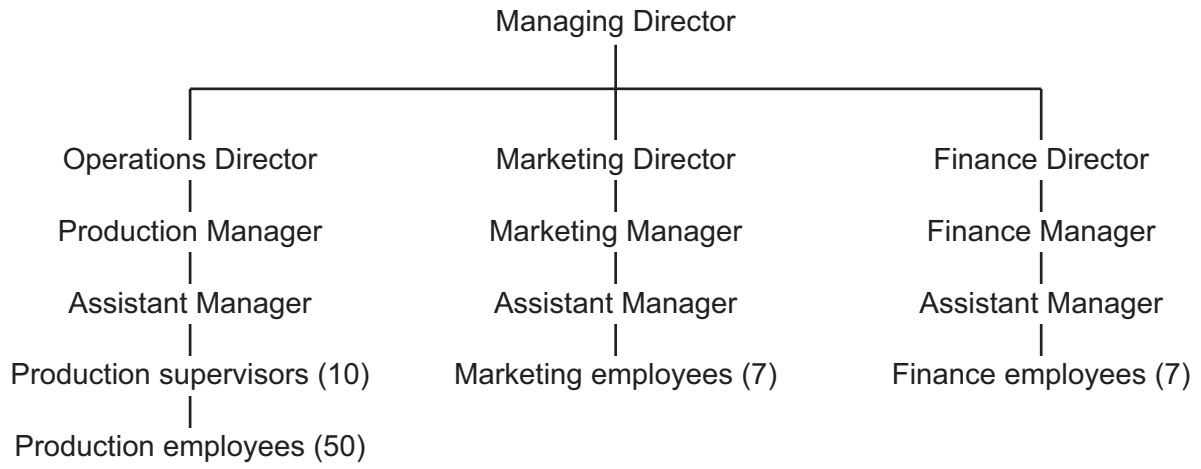 Managing Director
Operations Director
Marketing Director
Finance Director
Production Manager
Marketing Manager
Finance Manager
Assistant Manager
Assistant Manager
Assistant Manager
Production supervisors (10)
Marketing employees (7)
Finance employees (7)
Production employees (50)